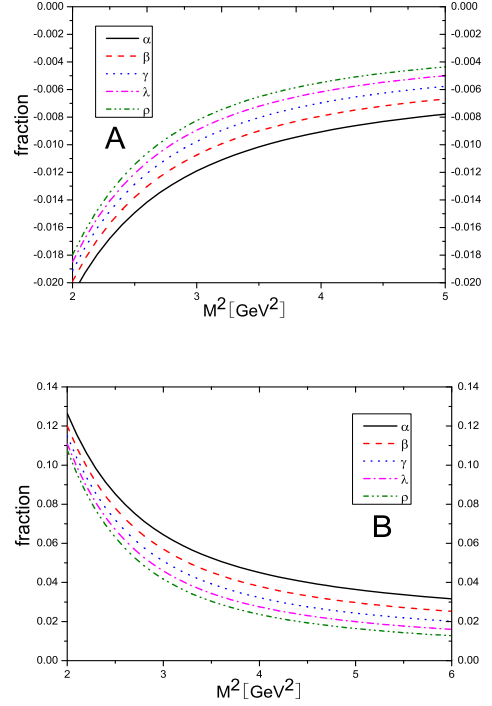 0.000 0.000
-0.002 -0.002
α
-0.004 β -0.004
γ
-0.006 λ -0.006
ρ
-0.008 -0.008
fraction
A
-0.010 -0.010
-0.012 -0.012
-0.014 -0.014
-0.016 -0.016
-0.018 -0.018
-0.020 -0.020
2 3 4 5
M²[GeV²]
0.14 0.14
0.12 0.12
α
β
0.10 0.10
γ
λ
0.08 ρ 0.08
fraction
B
0.06 0.06
0.04 0.04
0.02 0.02
0.00 0.00
2 3 4 5 6
M²[GeV²]